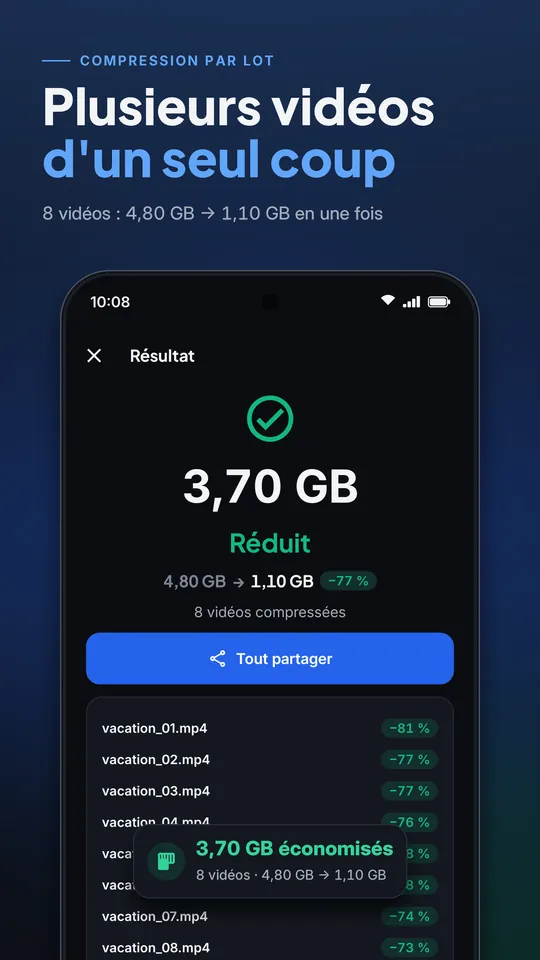 COMPRESSION PAR LOT
Plusieurs vidéos
d'un seul coup
8 vidéos : 4,80 GB → 1,10 GB en une fois
10:08
Résultat
3,70 GB
Réduit
4,80 GB → 1,10 GB −77 %
8 vidéos compressées
Tout partager
vacation_01.mp4 −81 %
vacation_02.mp4 −77 %
vacation_03.mp4 −77 %
vacation_04.mp4 −76 %
3,70 GB économisés
8 vidéos · 4,80 GB → 1,10 GB
vacation_07.mp4 −74 %
vacation_08.mp4 −73 %